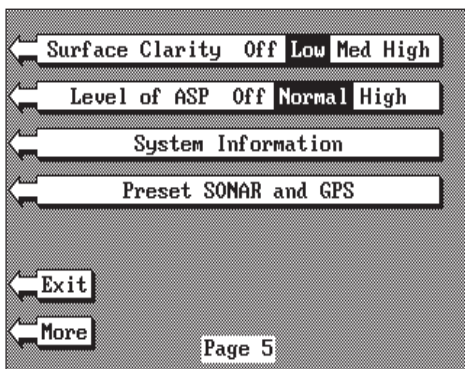 Surface Clarity Off Low Med High
Level of ASP Off Normal High
System Information
Preset SONAR and GPS
Exit
More
Page 5